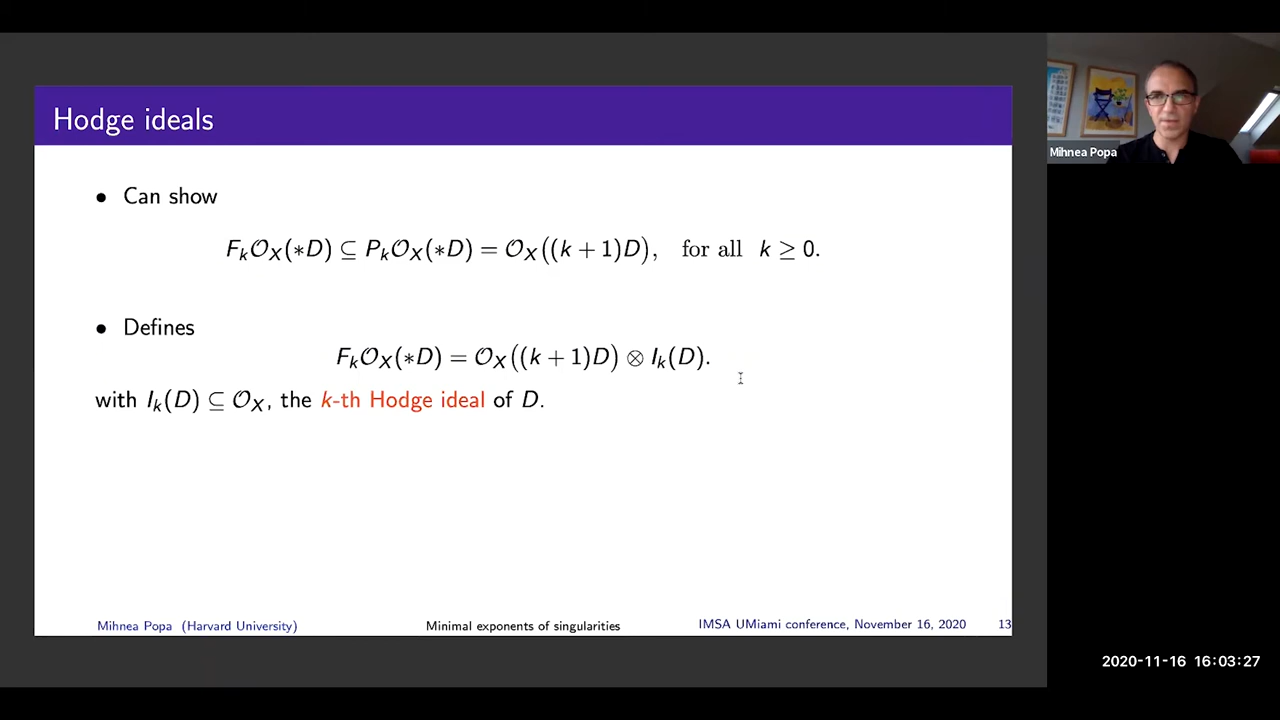 Hodge ideals
• Can show
F_k𝒪_X(∗D) ⊆ P_k𝒪_X(∗D) = 𝒪_X((k + 1)D), for all k ≥ 0.
• Defines
F_k𝒪_X(∗D) = 𝒪_X((k + 1)D) ⊗ I_k(D).
with I_k(D) ⊆ 𝒪_X, the k-th Hodge ideal of D.
Mihnea Popa (Harvard University) Minimal exponents of singularities IMSA UMiami conference, November 16, 2020 13
Mihnea Popa
2020-11-16 16:03:27